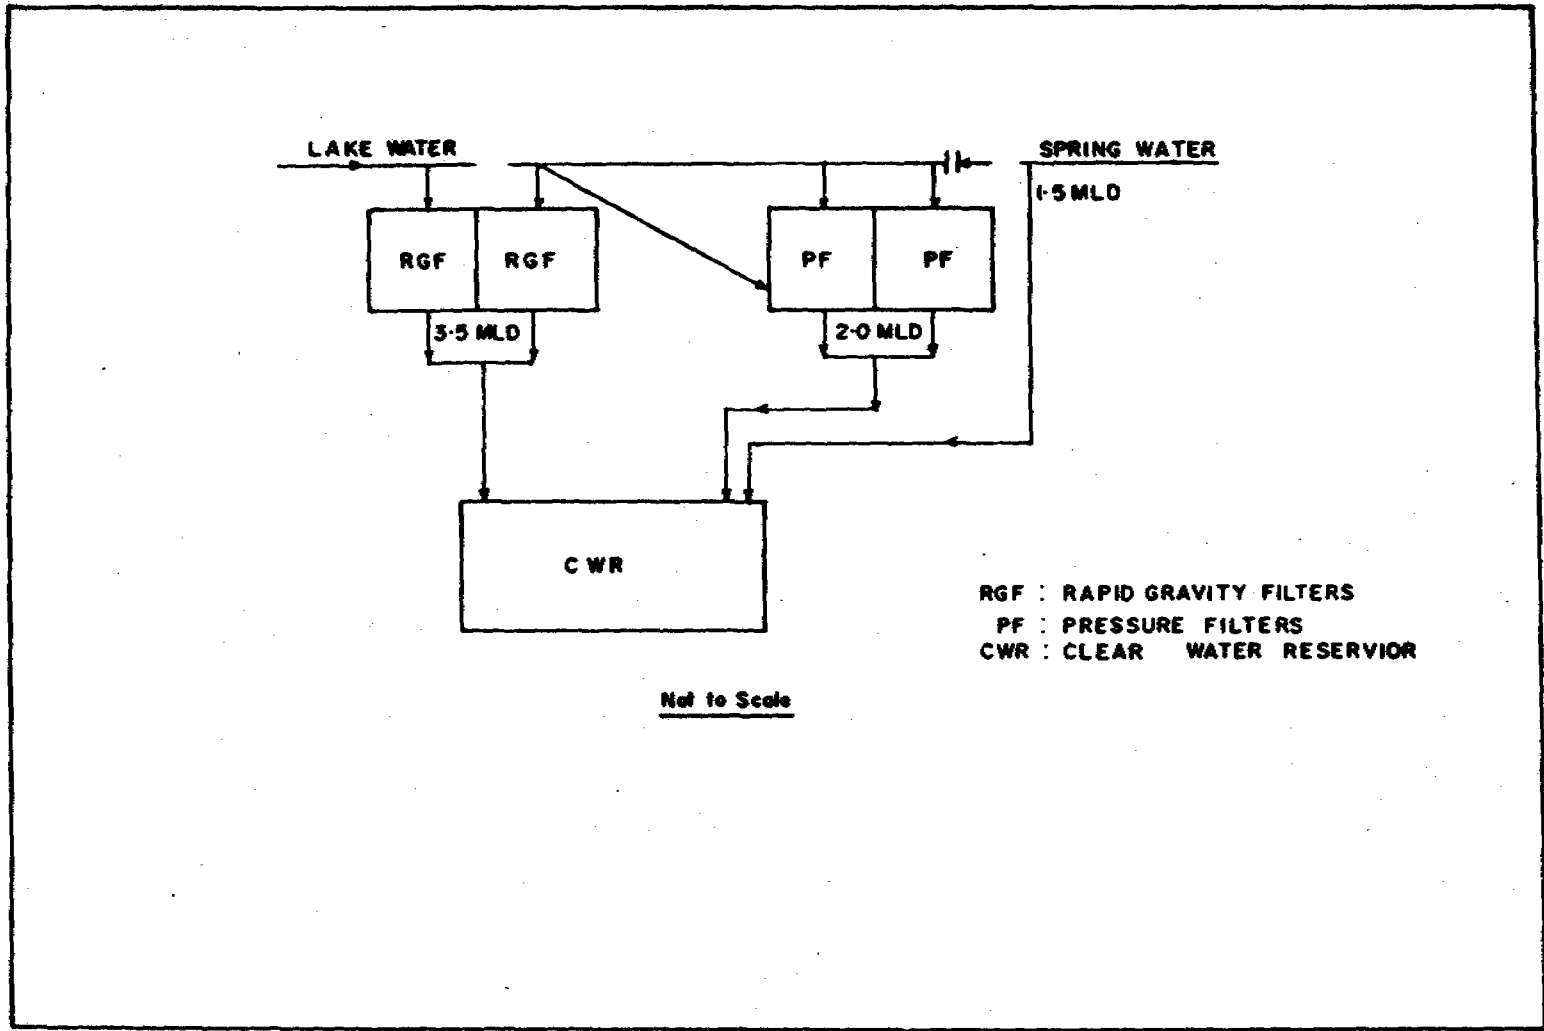 LAKE WATER
SPRING WATER
1.5 MLD
RGF
RGF
PF
PF
3.5 MLD
2.0 MLD
CWR
RGF : RAPID GRAVITY FILTERS
PF : PRESSURE FILTERS
CWR : CLEAR WATER RESERVIOR
Not to Scale